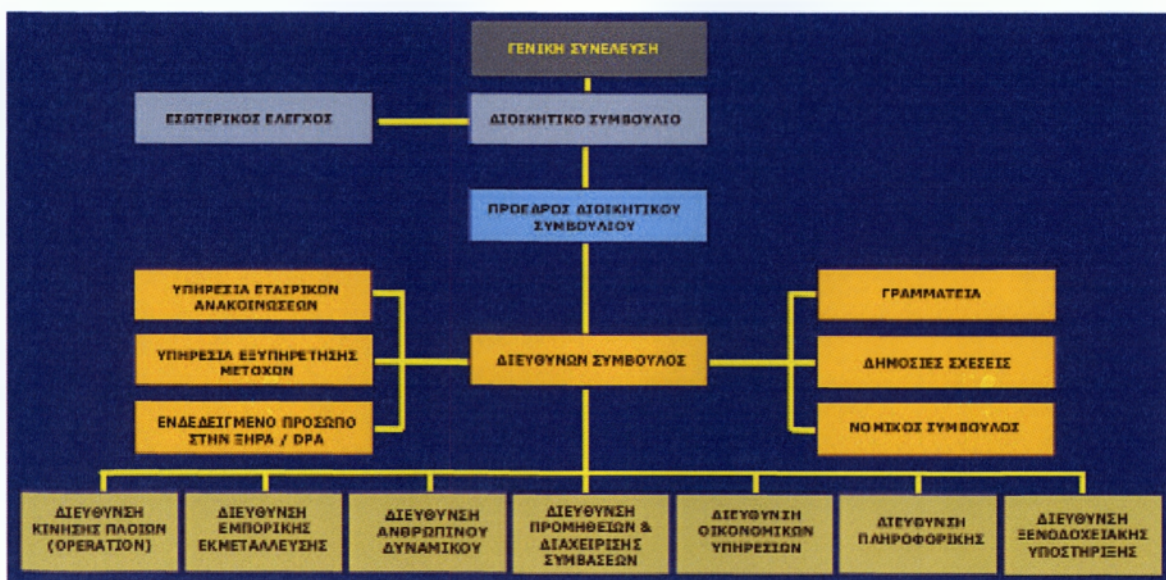 ΓΕΝΙΚΗ ΣΥΝΕΛΕΥΣΗ
ΕΣΩΤΕΡΙΚΟΣ ΕΛΕΓΧΟΣ
ΔΙΟΙΚΗΤΙΚΟ ΣΥΜΒΟΥΛΙΟ
ΠΡΟΕΔΡΟΣ ΔΙΟΙΚΗΤΙΚΟΥ
ΣΥΜΒΟΥΛΙΟΥ
ΥΠΗΡΕΣΙΑ ΕΤΑΙΡΙΚΩΝ
ΑΝΑΚΟΙΝΩΣΕΩΝ
ΥΠΗΡΕΣΙΑ ΕΞΥΠΗΡΕΤΗΣΗΣ
ΜΕΤΟΧΩΝ
ΕΝΔΕΔΕΙΓΜΕΝΟ ΠΡΟΣΩΠΟ
ΣΤΗΝ ΞΗΡΑ / DPA
ΔΙΕΥΘΥΝΩΝ ΣΥΜΒΟΥΛΟΣ
ΓΡΑΜΜΑΤΕΙΑ
ΔΗΜΟΣΙΕΣ ΣΧΕΣΕΙΣ
ΝΟΜΙΚΟΣ ΣΥΜΒΟΥΛΟΣ
ΔΙΕΥΘΥΝΣΗ
ΚΙΝΗΣΗΣ ΠΛΟΙΩΝ
(OPERATION)
ΔΙΕΥΘΥΝΣΗ
ΕΜΠΟΡΙΚΗΣ
ΕΚΜΕΤΑΛΛΕΥΣΗΣ
ΔΙΕΥΘΥΝΣΗ
ΑΝΘΡΩΠΙΝΟΥ
ΔΥΝΑΜΙΚΟΥ
ΔΙΕΥΘΥΝΣΗ
ΠΡΟΜΗΘΕΙΩΝ &
ΔΙΑΧΕΙΡΙΣΗΣ
ΣΥΜΒΑΣΕΩΝ
ΔΙΕΥΘΥΝΣΗ
ΟΙΚΟΝΟΜΙΚΩΝ
ΥΠΗΡΕΣΙΩΝ
ΔΙΕΥΘΥΝΣΗ
ΠΛΗΡΟΦΟΡΙΚΗΣ
ΔΙΕΥΘΥΝΣΗ
ΞΕΝΟΔΟΧΕΙΑΚΗΣ
ΥΠΟΣΤΗΡΙΞΗΣ